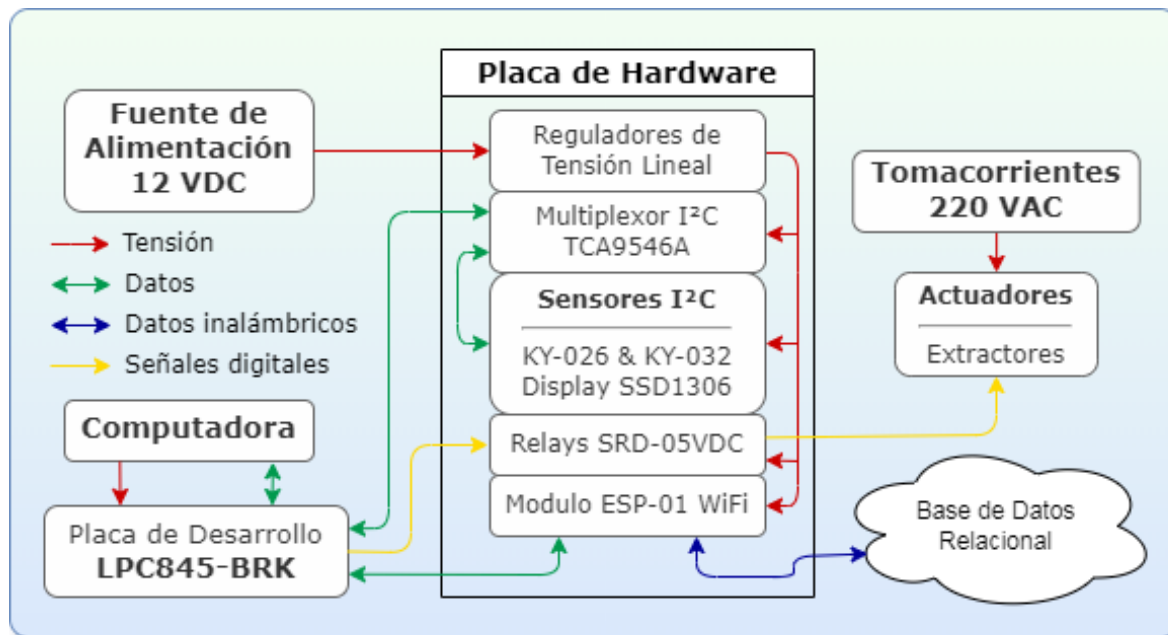 Placa de Hardware
Fuente de
Alimentación
12 VDC
Reguladores de
Tensión Lineal
Tomacorrientes
220 VAC
Multiplexor I²C
TCA9546A
Tensión
Datos
Datos inalámbricos
Señales digitales
Sensores I²C
KY-026 & KY-032
Display SSD1306
Actuadores
Extractores
Computadora
Relays SRD-05VDC
Modulo ESP-01 WiFi
Placa de Desarrollo
LPC845-BRK
Base de Datos
Relacional